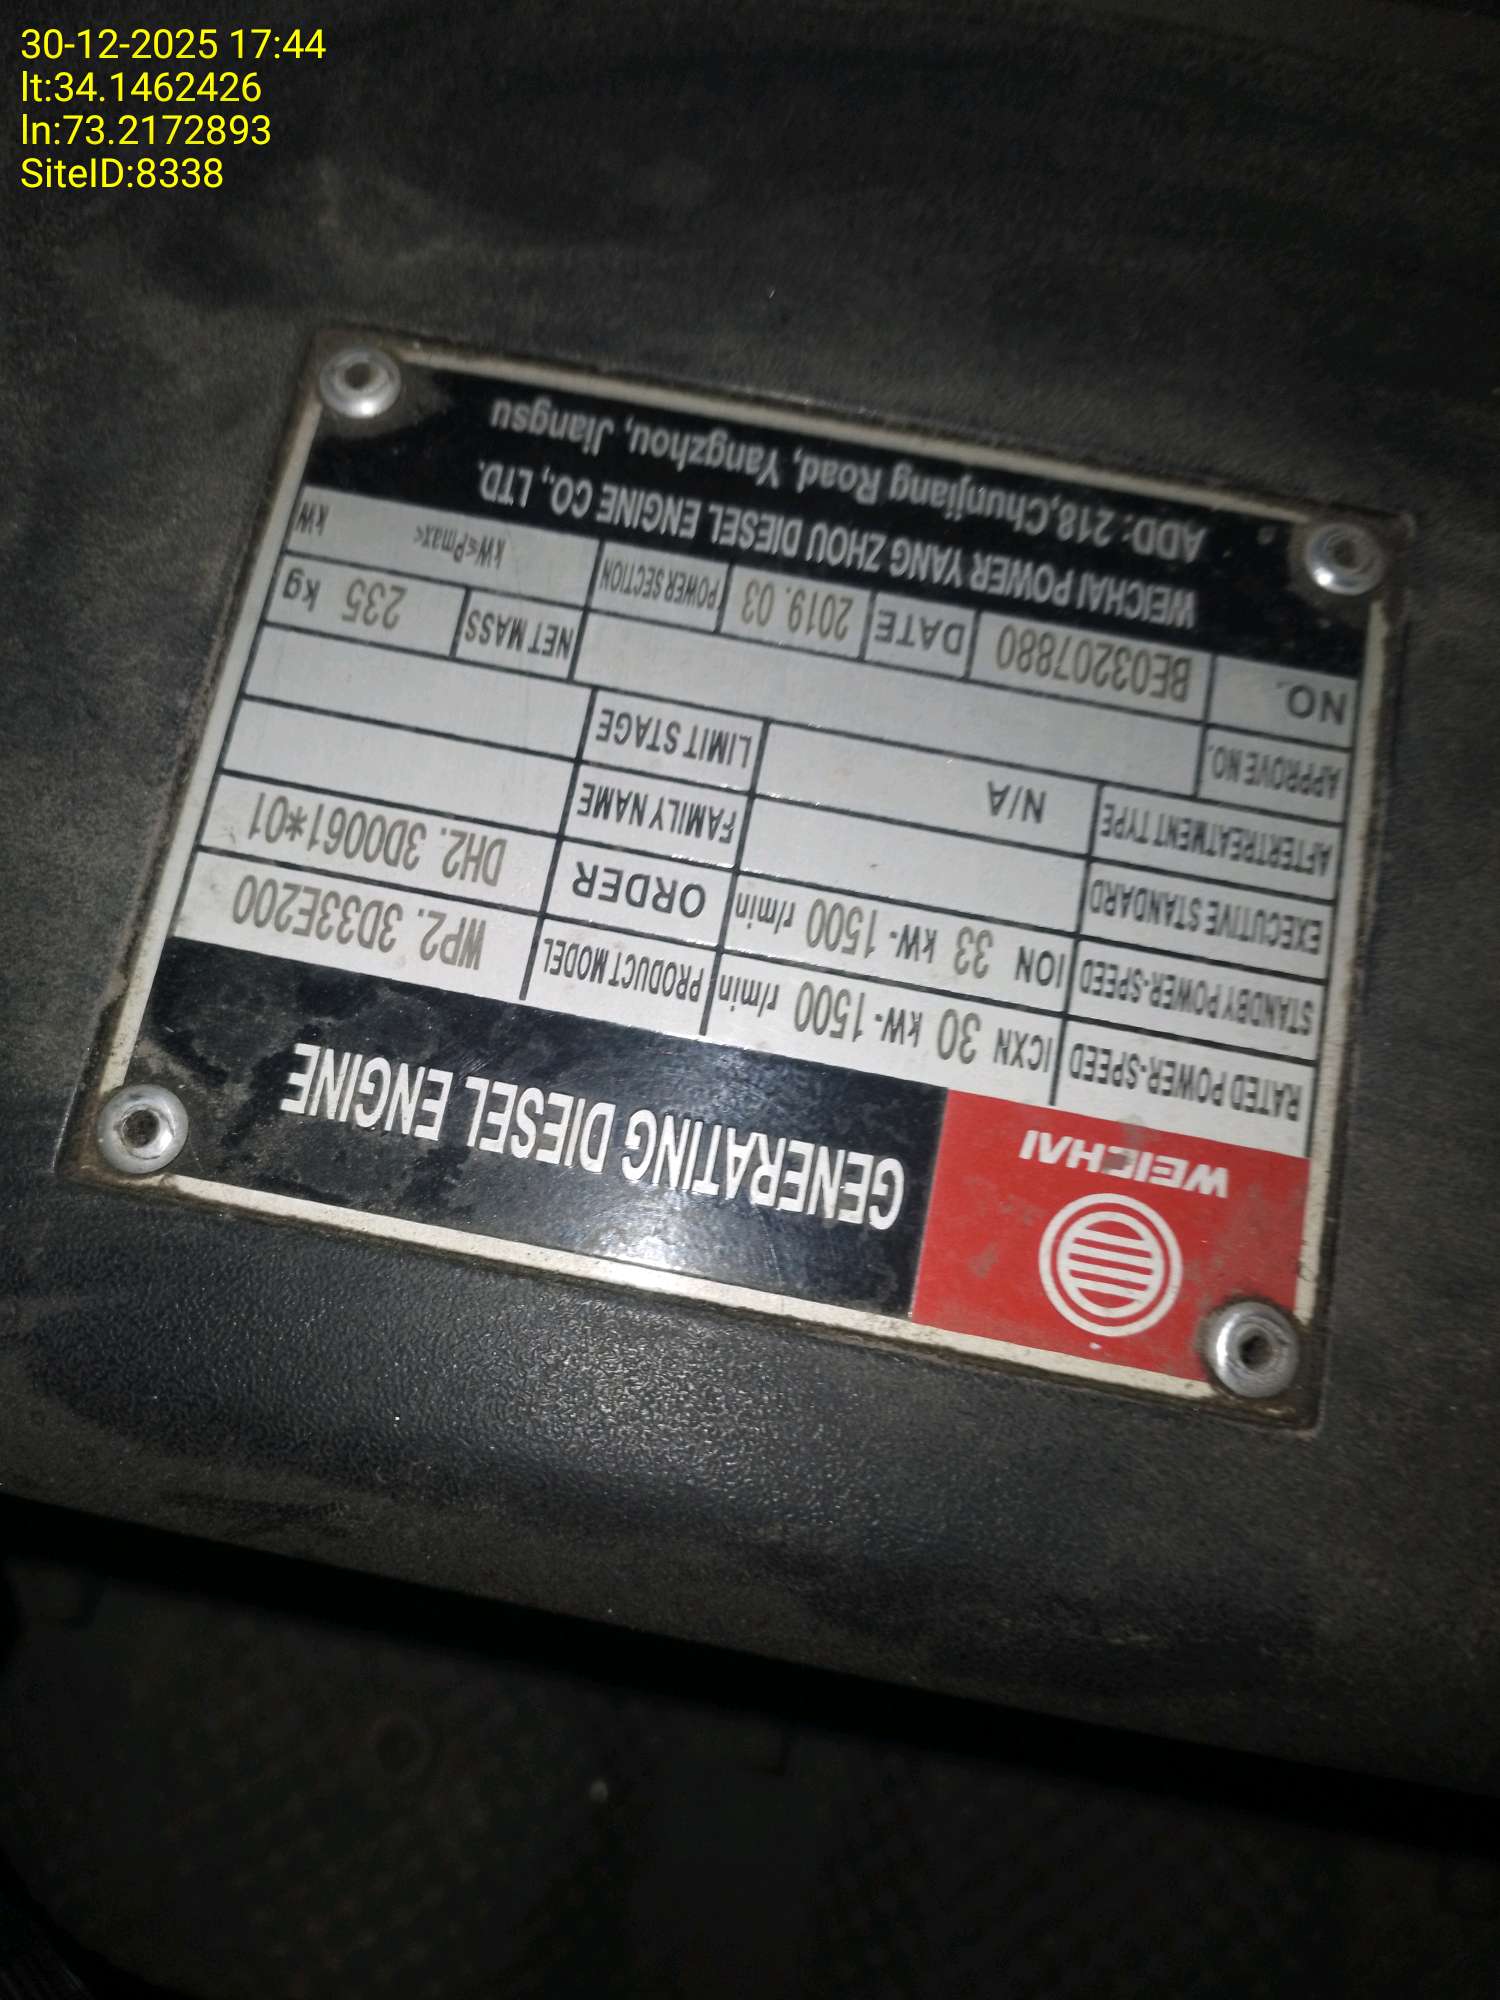 30-12-2025 17:44
lt:34.1462426
ln:73.2172893
SiteID:8338
WEICHAI
GENERATING DIESEL ENGINE
RATED POWER-SPEED ICXN 30 kW- 1500 r/min PRODUCT MODEL WP2. 3D33E200
STANDBY POWER-SPEED ION 33 kW- 1500 r/min ORDER DH2. 3D0061*01
EXECUTIVE STANDARD FAMILY NAME
AFTERTREATMENT TYPE N/A LIMIT STAGE
APPROVE NO. NET MASS 235 kg
NO. BE03207880 DATE 2019. 03 POWER SECTION kW≤Pmax< kW
WEICHAI POWER YANG ZHOU DIESEL ENGINE CO., LTD.
ADD: 218,Chunjiang Road, Yangzhou, Jiangsu